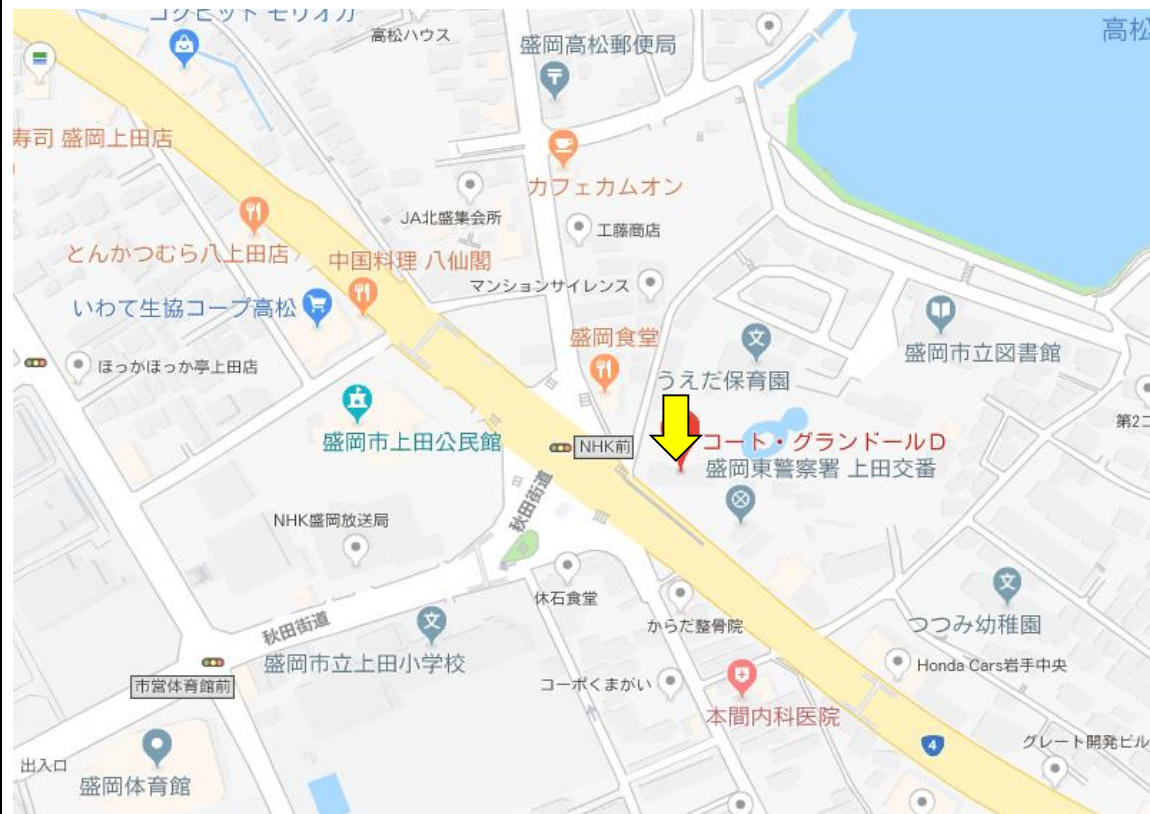 コクピット モリオカ
高松ハウス
盛岡高松郵便局
高松
寿司 盛岡上田店
カフェカムオン
JA北盛集会所
工藤商店
とんかつむら八上田店
中国料理 八仙閣
マンションサイレンス
いわて生協コープ高松
盛岡食堂
盛岡市立図書館
ほっかほっか亭上田店
うえだ保育園
第2コ
盛岡市上田公民館
NHK前
コート・グランドールD
盛岡東警察署 上田交番
秋田街道
NHK盛岡放送局
休石食堂
からだ整骨院
つつみ幼稚園
秋田街道
盛岡市立上田小学校
Honda Cars岩手中央
市営体育館前
コーポくまがい
本間内科医院
4
グレート開発ビル
出入口
盛岡体育館